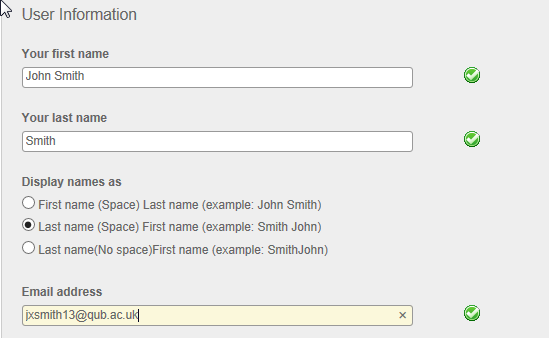 User Information
Your first name
John Smith
Your last name
Smith
Display names as
First name (Space) Last name (example: John Smith)
Last name (Space) First name (example: Smith John)
Last name(No space)First name (example: SmithJohn)
Email address
jxsmith13@qub.ac.uk